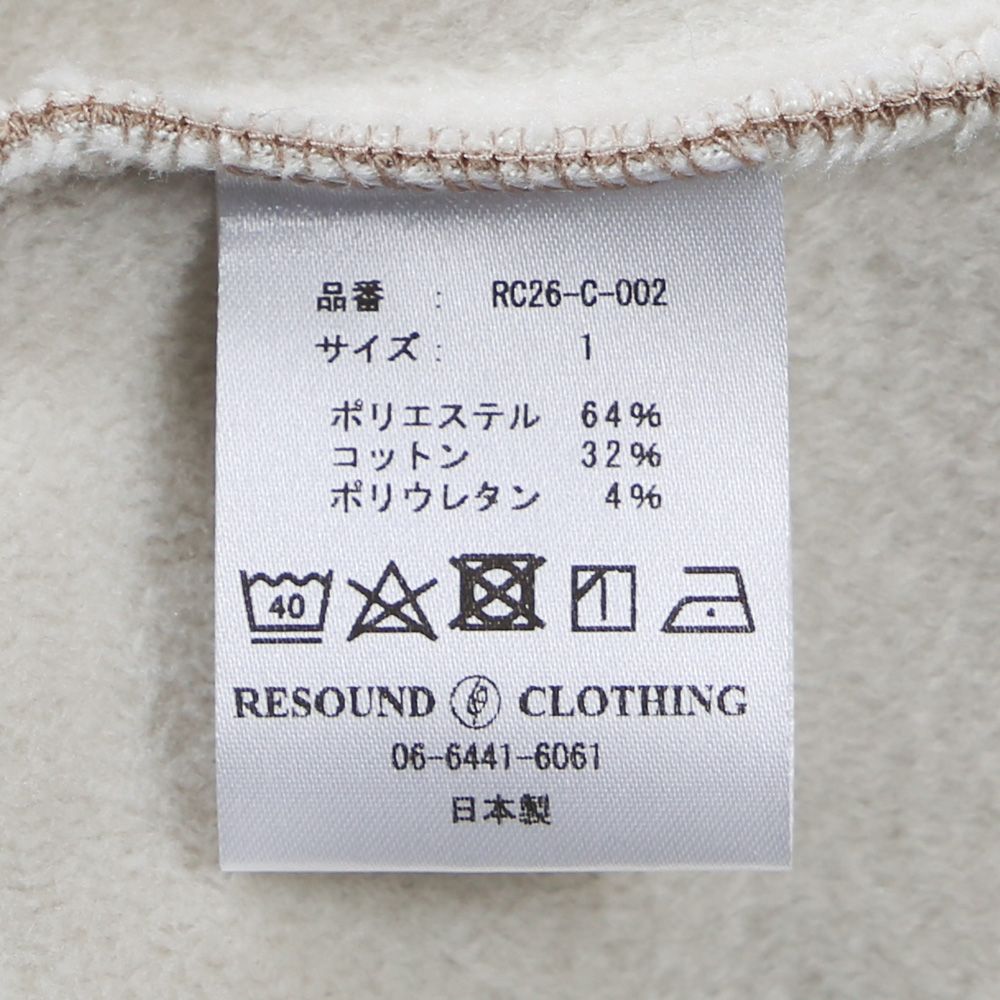 品番 : RC26-C-002
サイズ: 1
ポリエステル 64%
コットン 32%
ポリウレタン 4%
40
RESOUND CLOTHING
06-6441-6061
日本製